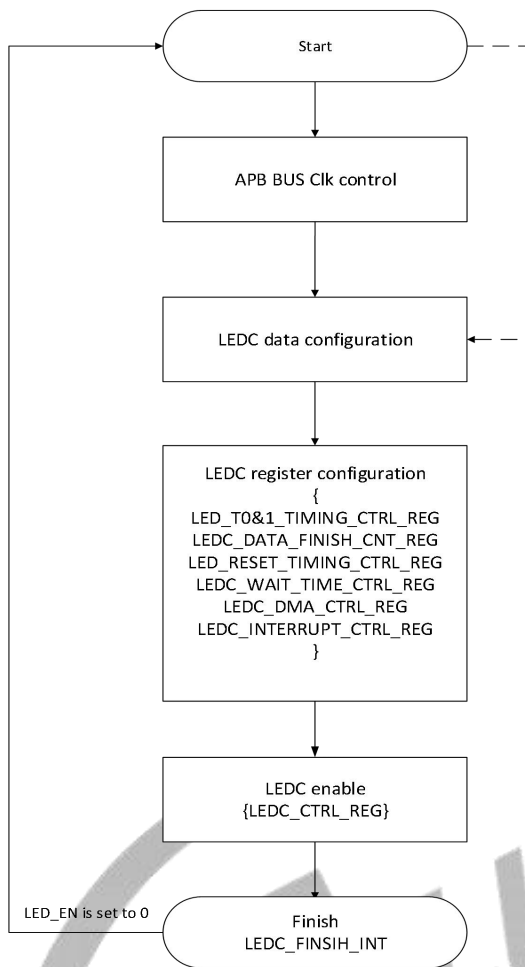 Start
APB BUS Clk control
LEDC data configuration
LEDC register configuration
{
LED_T0&1_TIMING_CTRL_REG
LEDC_DATA_FINISH_CNT_REG
LED_RESET_TIMING_CTRL_REG
LEDC_WAIT_TIME_CTRL_REG
LEDC_DMA_CTRL_REG
LEDC_INTERRUPT_CTRL_REG
}
LEDC enable
{LEDC_CTRL_REG}
LED_EN is set to 0
Finish
LEDC_FINSIH_INT